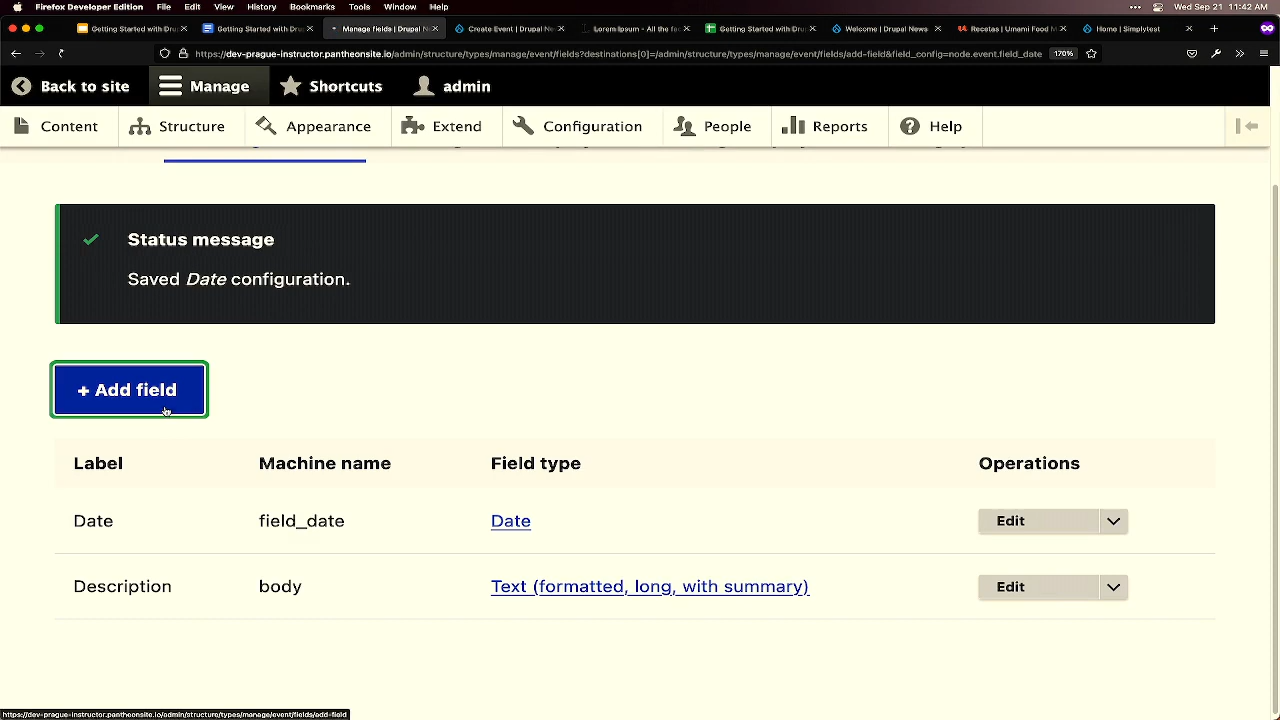 Firefox Developer Edition File Edit View History Bookmarks Tools Window Help Wed Sep 21 11:42 AM
Getting Started with Dru Getting Started with Dru Manage fields | Drupal N Create Event | Drupal Ne Lorem Ipsum - All the fa Getting Started with Dru Welcome | Drupal News Recetas | Umami Food M Home | Simplytest
https://dev-prague-instructor.pantheonsite.io/admin/structure/types/manage/event/fields?destinations[0]=/admin/structure/types/manage/event/fields/add-field&field_config=node.event.field_date 170%
Back to site Manage Shortcuts admin
Content Structure Appearance Extend Configuration People Reports Help
Status message
Saved Date configuration.
+ Add field
Label Machine name Field type Operations
Date field_date Date Edit
Description body Text (formatted, long, with summary) Edit
https://dev-prague-instructor.pantheonsite.io/admin/structure/types/manage/event/fields/add-field